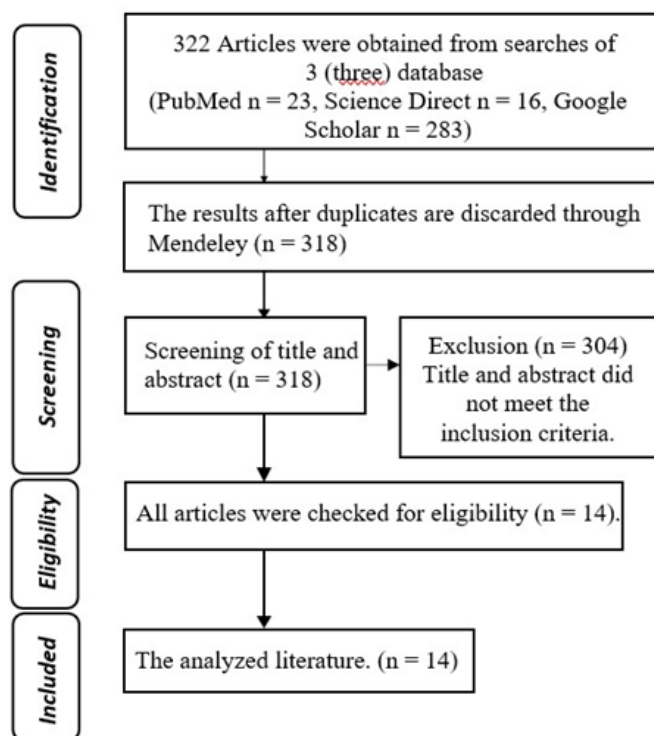 Identification
322 Articles were obtained from searches of
3 (three) database
(PubMed n = 23, Science Direct n = 16, Google
Scholar n = 283)
The results after duplicates are discarded through
Mendeley (n = 318)
Screening
Screening of title and
abstract (n = 318)
Exclusion (n = 304)
Title and abstract did
not meet the
inclusion criteria.
Eligibility
All articles were checked for eligibility (n = 14).
Included
The analyzed literature. (n = 14)